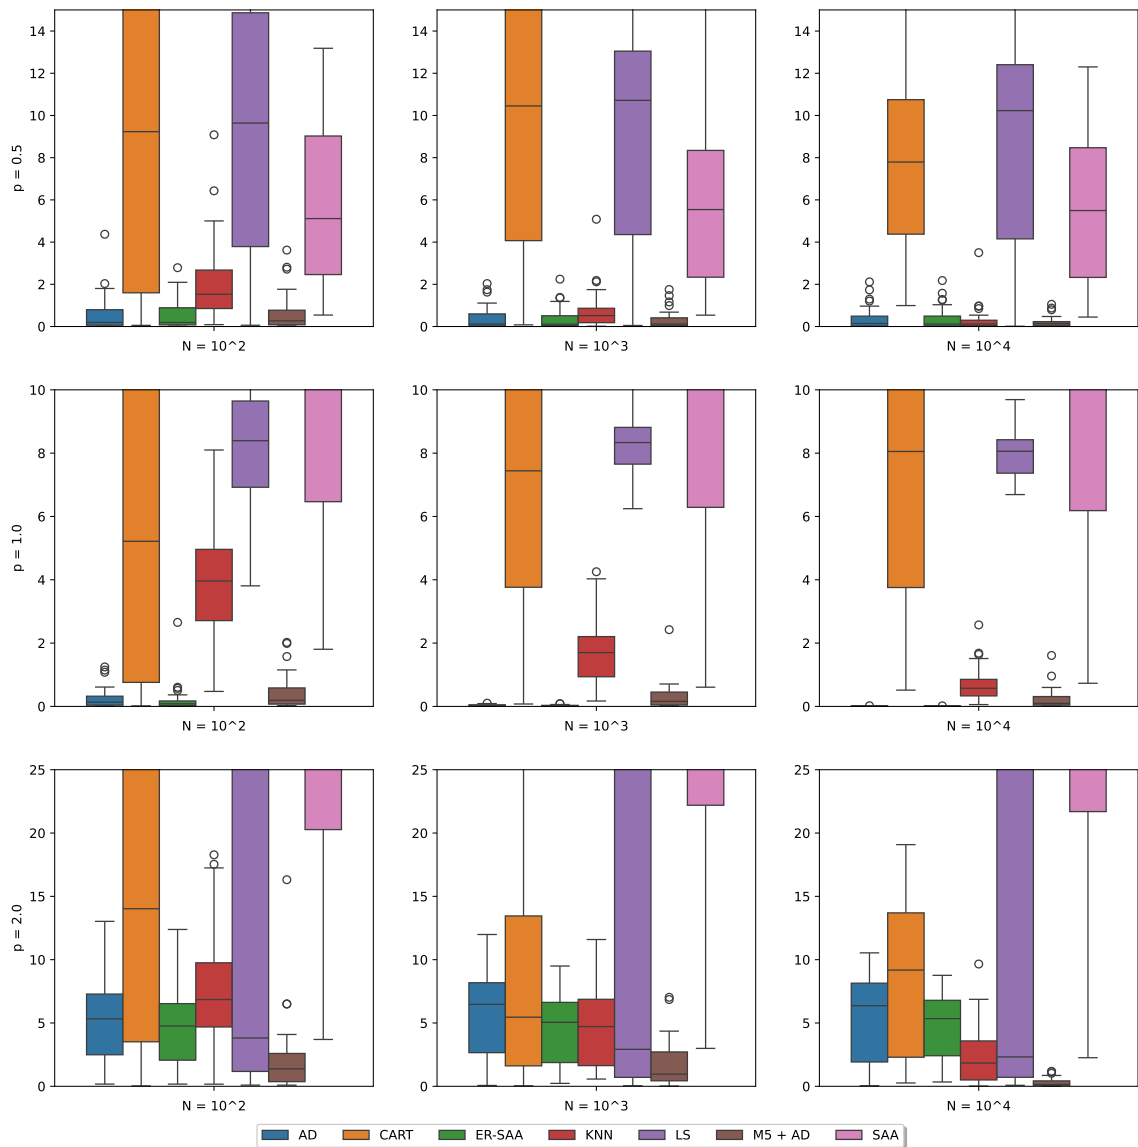 14 14 14
12 12 12
10 10 10
8 8 8
p = 0.5
6 6 6
4 4 4
2 2 2
0 0 0
N = 10^2 N = 10^3 N = 10^4
10 10 10
8 8 8
6 6 6
p = 1.0
4 4 4
2 2 2
0 0 0
N = 10^2 N = 10^3 N = 10^4
25 25 25
20 20 20
15 15 15
p = 2.0
10 10 10
5 5 5
0 0 0
N = 10^2 N = 10^3 N = 10^4
AD CART ER-SAA KNN LS M5 + AD SAA